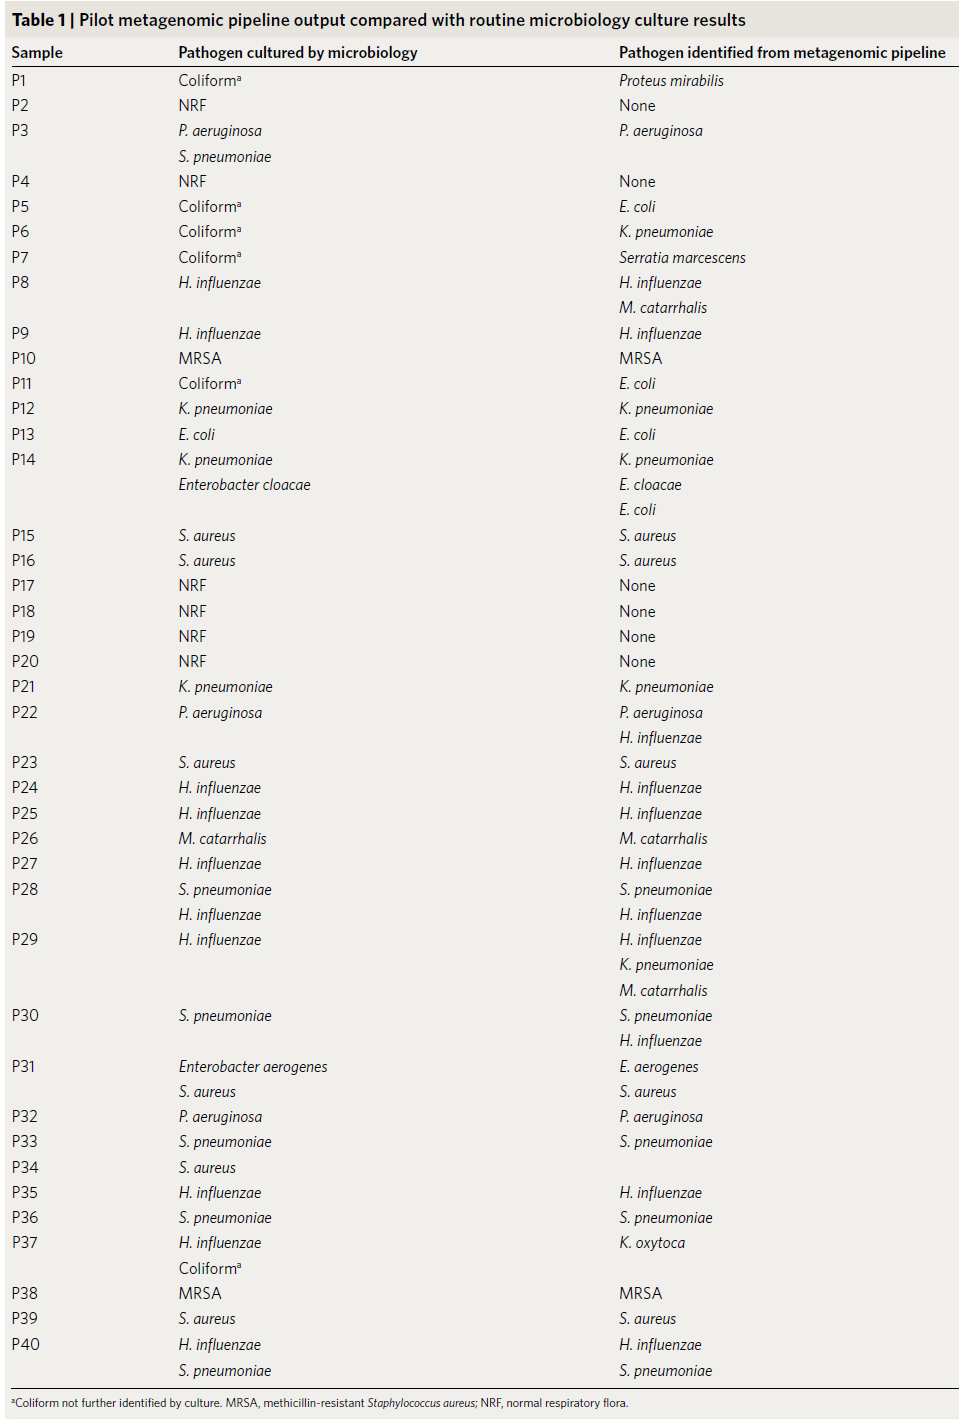 Table 1 | Pilot metagenomic pipeline output compared with routine microbiology culture results
Sample Pathogen cultured by microbiology Pathogen identified from metagenomic pipeline
P1 Coliformᵃ Proteus mirabilis
P2 NRF None
P3 P. aeruginosa P. aeruginosa
S. pneumoniae
P4 NRF None
P5 Coliformᵃ E. coli
P6 Coliformᵃ K. pneumoniae
P7 Coliformᵃ Serratia marcescens
P8 H. influenzae H. influenzae
M. catarrhalis
P9 H. influenzae H. influenzae
P10 MRSA MRSA
P11 Coliformᵃ E. coli
P12 K. pneumoniae K. pneumoniae
P13 E. coli E. coli
P14 K. pneumoniae K. pneumoniae
Enterobacter cloacae E. cloacae
E. coli
P15 S. aureus S. aureus
P16 S. aureus S. aureus
P17 NRF None
P18 NRF None
P19 NRF None
P20 NRF None
P21 K. pneumoniae K. pneumoniae
P22 P. aeruginosa P. aeruginosa
H. influenzae
P23 S. aureus S. aureus
P24 H. influenzae H. influenzae
P25 H. influenzae H. influenzae
P26 M. catarrhalis M. catarrhalis
P27 H. influenzae H. influenzae
P28 S. pneumoniae S. pneumoniae
H. influenzae H. influenzae
P29 H. influenzae H. influenzae
K. pneumoniae
M. catarrhalis
P30 S. pneumoniae S. pneumoniae
H. influenzae
P31 Enterobacter aerogenes E. aerogenes
S. aureus S. aureus
P32 P. aeruginosa P. aeruginosa
P33 S. pneumoniae S. pneumoniae
P34 S. aureus
P35 H. influenzae H. influenzae
P36 S. pneumoniae S. pneumoniae
P37 H. influenzae K. oxytoca
Coliformᵃ
P38 MRSA MRSA
P39 S. aureus S. aureus
P40 H. influenzae H. influenzae
S. pneumoniae S. pneumoniae
ᵃColiform not further identified by culture. MRSA, methicillin-resistant Staphylococcus aureus; NRF, normal respiratory flora.